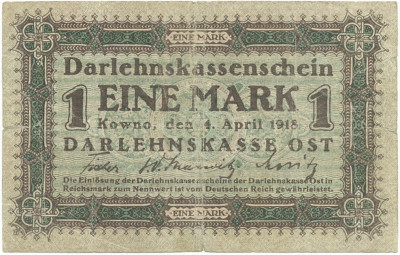 EINE MARK
Darlehnskassenschein
1 EINE MARK 1
Kowno, den 4. April 1918
DARLEHNSKASSE OST
Die Einlösung der Darlehnskassenscheine der Darlehnskasse Ost in
Reichsmark zum Nennwert ist vom Deutschen Reich gewährleistet.
EINE MARK